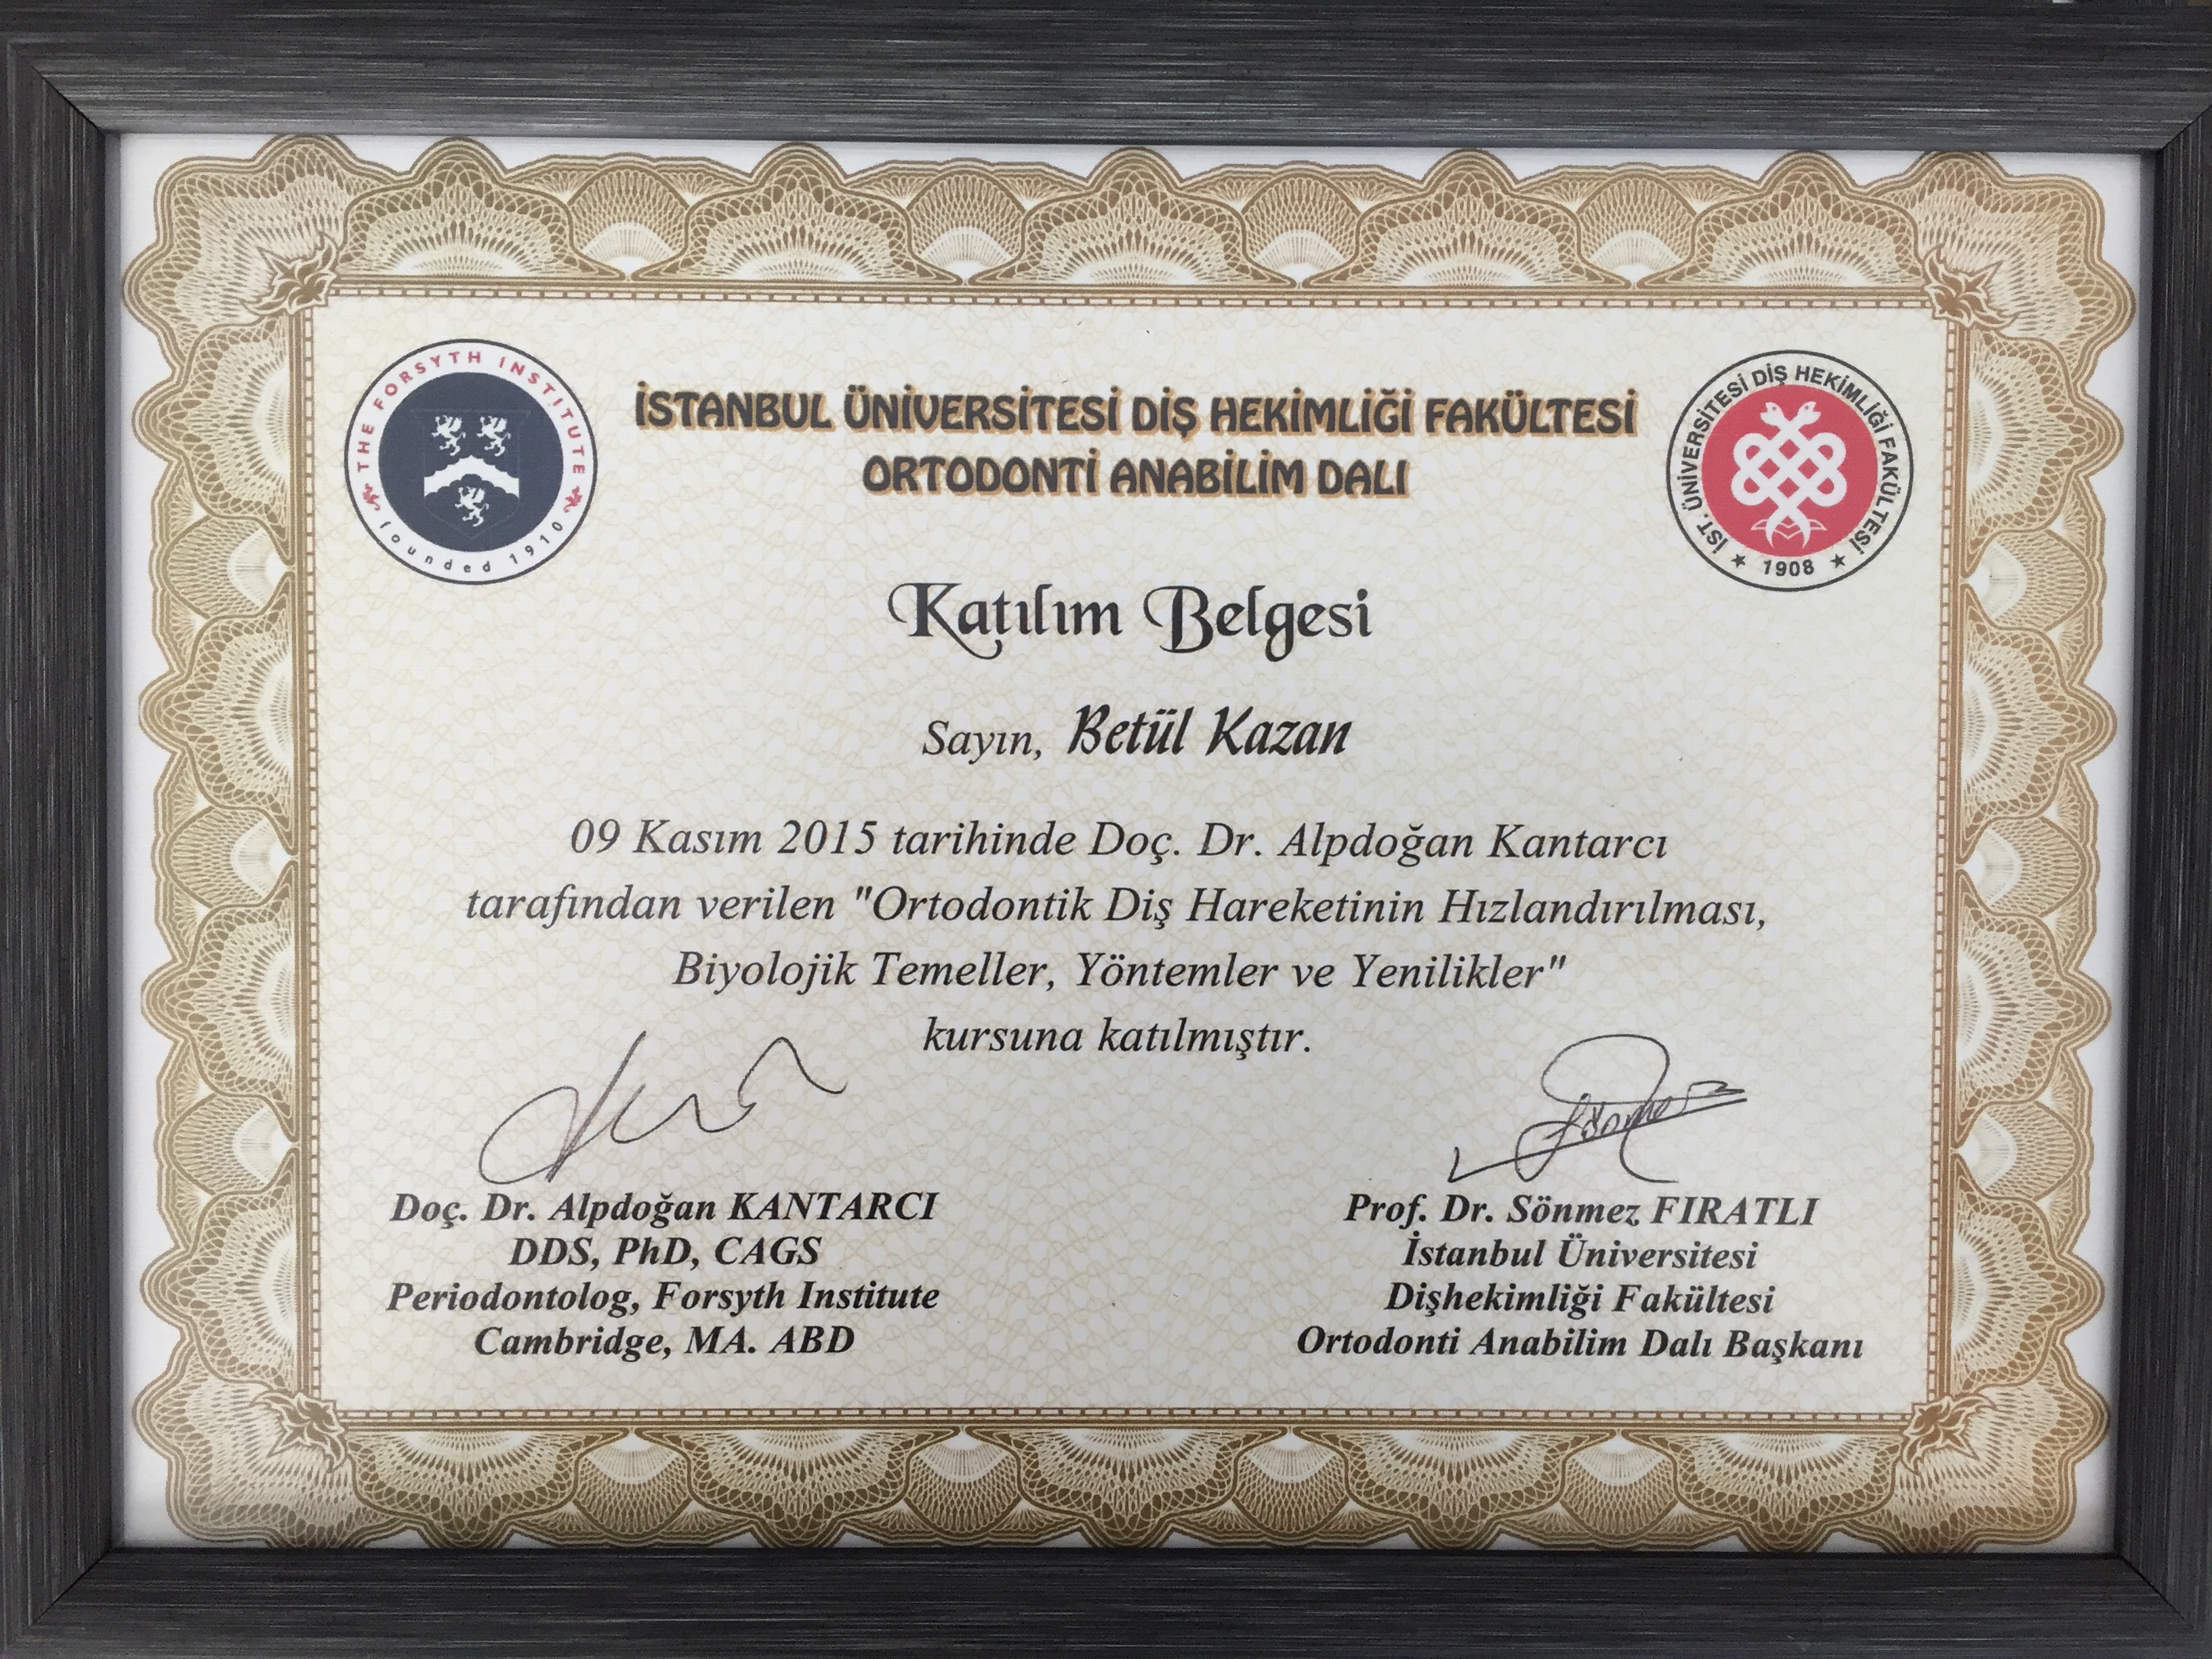 THE FORSYTH INSTITUTE
founded 1910
İSTANBUL ÜNİVERSİTESİ DİŞ HEKİMLİĞİ FAKÜLTESİ
ORTODONTİ ANABİLİM DALI
İST. ÜNİVERSİTESİ DİŞ HEKİMLİĞİ FAKÜLTESİ
★ 1908 ★
Katılım Belgesi
Sayın, Betül Kazan
09 Kasım 2015 tarihinde Doç. Dr. Alpdoğan Kantarcı
tarafından verilen "Ortodontik Diş Hareketinin Hızlandırılması,
Biyolojik Temeller, Yöntemler ve Yenilikler"
kursuna katılmıştır.
Doç. Dr. Alpdoğan KANTARCI
DDS, PhD, CAGS
Periodontolog, Forsyth Institute
Cambridge, MA. ABD
Prof. Dr. Sönmez FIRATLI
İstanbul Üniversitesi
Dişhekimliği Fakültesi
Ortodonti Anabilim Dalı Başkanı